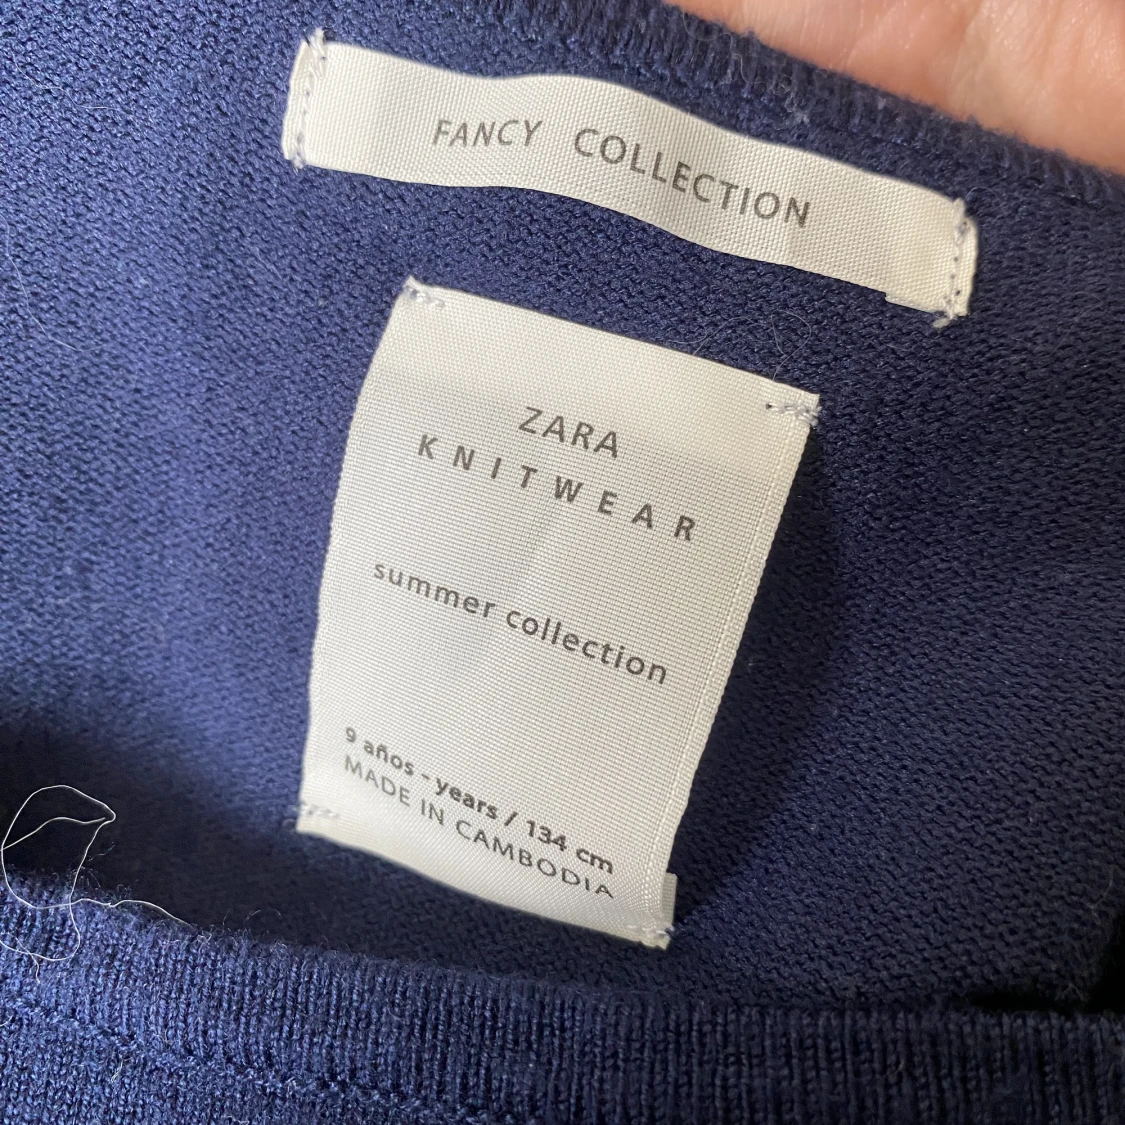 FANCY COLLECTION
ZARA
KNITWEAR
summer collection
9 años - years / 134 cm
MADE IN CAMBODIA